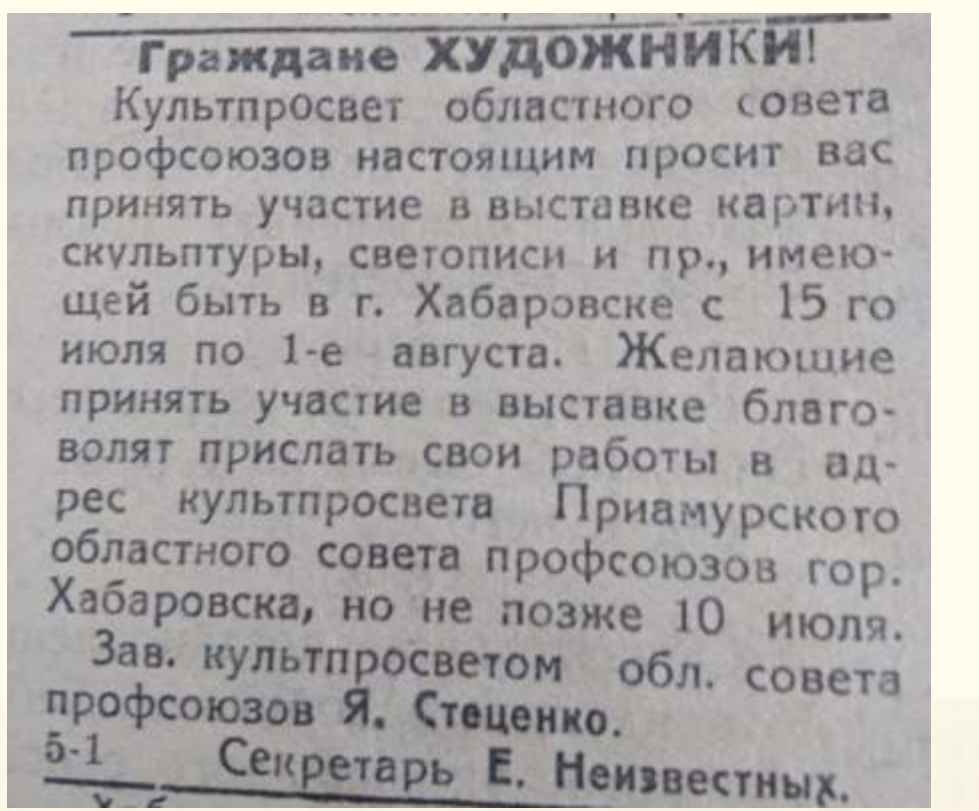 Граждане ХУДОЖНИКИ!
Культпросвет областного совета
профсоюзов настоящим просит вас
принять участие в выставке картин,
скульптуры, светописи и пр., имею-
щей быть в г. Хабаровске с 15 го
июля по 1-е августа. Желающие
принять участие в выставке благо-
волят прислать свои работы в ад-
рес культпросвета Приамурского
областного совета профсоюзов гор.
Хабаровска, но не позже 10 июля.
Зав. культпросветом обл. совета
профсоюзов Я. Стеценко.
5-1 Секретарь Е. Неизвестных.